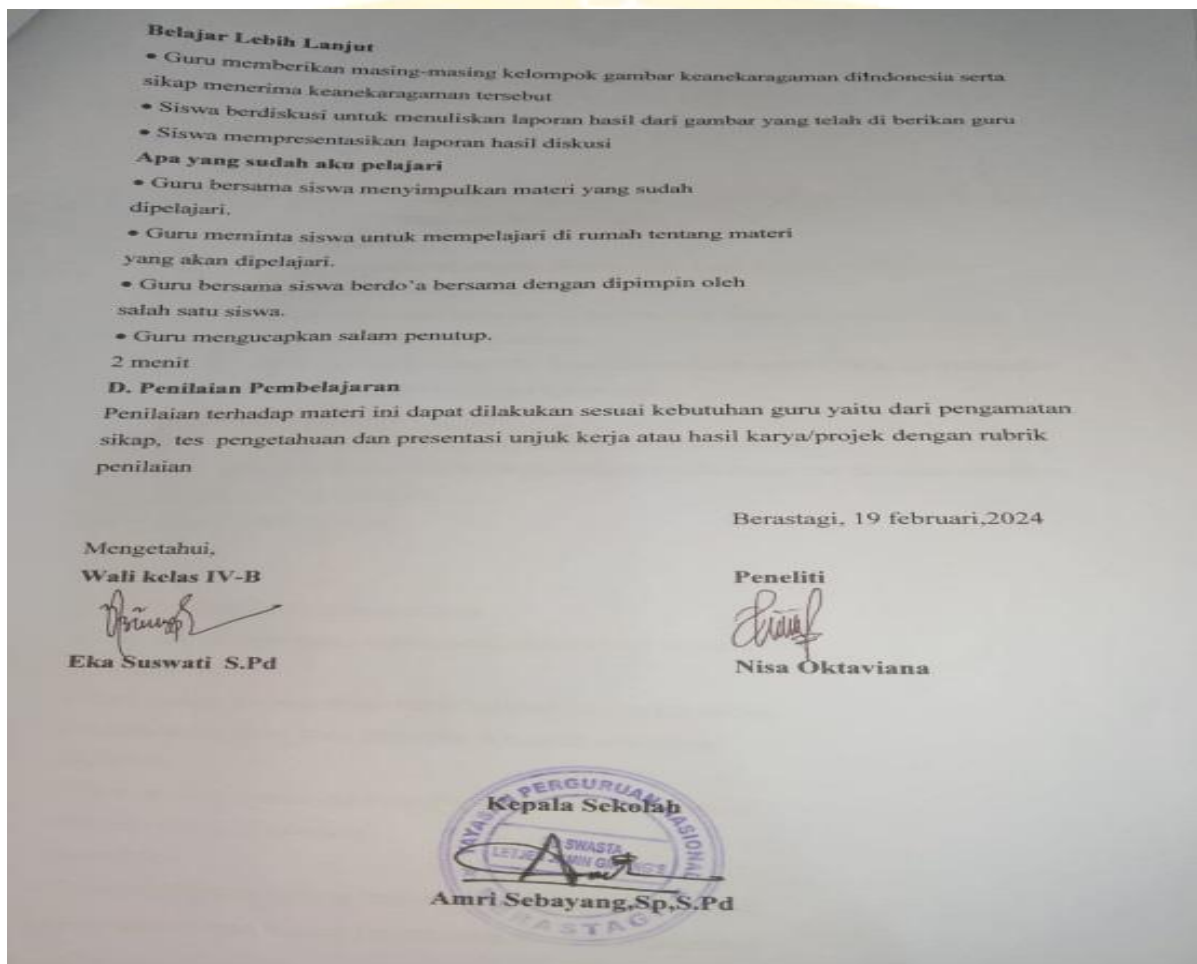 Belajar Lebih Lanjut
• Guru memberikan masing-masing kelompok gambar keanekaragaman diIndonesia serta
sikap menerima keanekaragaman tersebut
• Siswa berdiskusi untuk menuliskan laporan hasil dari gambar yang telah di berikan guru
• Siswa mempresentasikan laporan hasil diskusi
Apa yang sudah aku pelajari
• Guru bersama siswa menyimpulkan materi yang sudah
dipelajari.
• Guru meminta siswa untuk mempelajari di rumah tentang materi
yang akan dipelajari.
• Guru bersama siswa berdo'a bersama dengan dipimpin oleh
salah satu siswa.
• Guru mengucapkan salam penutup.
2 menit
D. Penilaian Pembelajaran
Penilaian terhadap materi ini dapat dilakukan sesuai kebutuhan guru yaitu dari pengamatan
sikap, tes pengetahuan dan presentasi unjuk kerja atau hasil karya/projek dengan rubrik
penilaian
Berastagi, 19 februari,2024
Mengetahui,
Wali kelas IV-B
Peneliti
Eka Suswati S.Pd
Nisa Oktaviana
PERGURUAN NASIONAL
Kepala Sekolah
SWASTA
Amri Sebayang,Sp,S.Pd